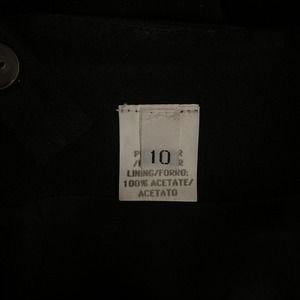 10
LINING/FORRO:
100% ACETATE/
ACETATO